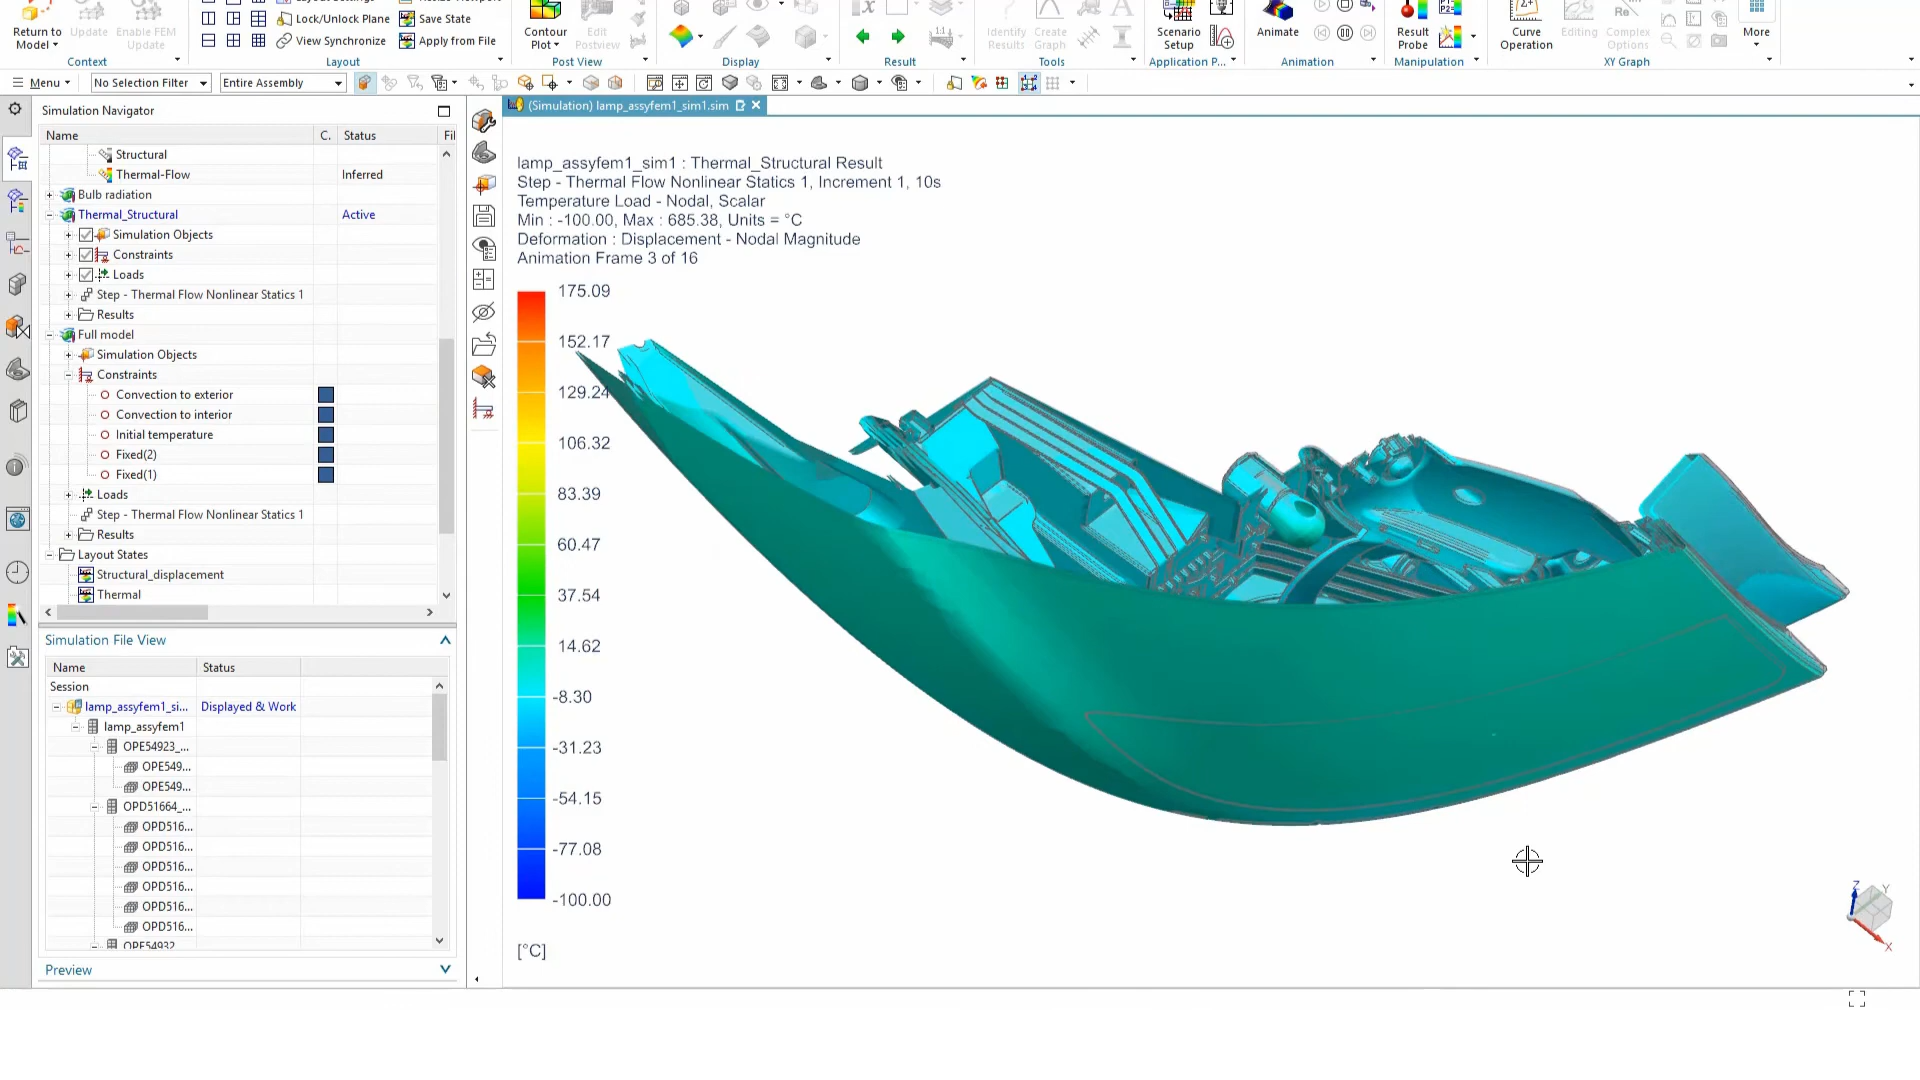 Lock/Unlock Plane
Save State
Return to
Model
Update
Enable FEM
Update
View Synchronize
Apply from File
Contour
Plot
Edit
Postview
Identify
Results
Create
Graph
Scenario
Setup
Animate
Result
Probe
Curve
Operation
Editing
Complex
Options
More
Context
Layout
Post View
Display
Result
Tools
Application P...
Animation
Manipulation
XY Graph
Menu
No Selection Filter
Entire Assembly
Simulation Navigator
Name
C.
Status
Fil
Structural
Thermal-Flow
Inferred
Bulb radiation
Thermal_Structural
Active
Simulation Objects
Constraints
Loads
Step - Thermal Flow Nonlinear Statics 1
Results
Full model
Simulation Objects
Constraints
Convection to exterior
Convection to interior
Initial temperature
Fixed(2)
Fixed(1)
Loads
Step - Thermal Flow Nonlinear Statics 1
Results
Layout States
Structural_displacement
Thermal
Simulation File View
Name
Status
Session
lamp_assyfem1_si...
Displayed & Work
lamp_assyfem1
OPE54923_...
OPE549...
OPE549...
OPD51664_...
OPD516...
OPD516...
OPD516...
OPD516...
OPD516...
OPD516...
OPE54932
Preview
(Simulation) lamp_assyfem1_sim1.sim
lamp_assyfem1_sim1 : Thermal_Structural Result
Step - Thermal Flow Nonlinear Statics 1, Increment 1, 10s
Temperature Load - Nodal, Scalar
Min : -100.00, Max : 685.38, Units = °C
Deformation : Displacement - Nodal Magnitude
Animation Frame 3 of 16
175.09
152.17
129.24
106.32
83.39
60.47
37.54
14.62
-8.30
-31.23
-54.15
-77.08
-100.00
[°C]
Z
Y
X